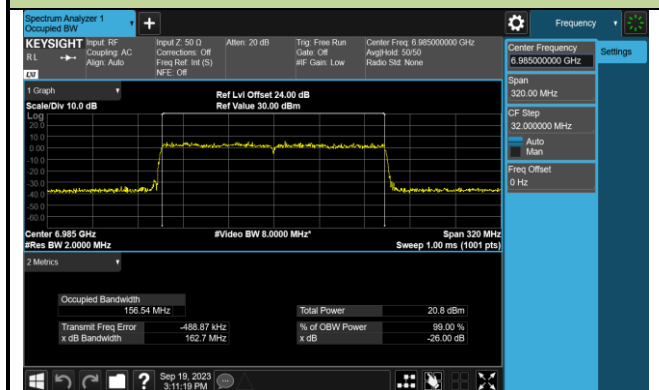 Spectrum Analyzer 1
Occupied BW
+
Frequency
KEYSIGHT
RL
LXI
Input: RF
Coupling: AC
Align: Auto
Input Z: 50 Ω
Corrections: Off
Freq Ref: Int (S)
NFE: Off
Atten: 20 dB
Trig: Free Run
Gate: Off
#IF Gain: Low
Center Freq: 6.985000000 GHz
Avg|Hold: 50/50
Radio Std: None
Center Frequency
6.985000000 GHz
Settings
Span
320.00 MHz
CF Step
32.000000 MHz
Auto
Man
Freq Offset
0 Hz
1 Graph
Scale/Div 10.0 dB
Ref Lvl Offset 24.00 dB
Ref Value 30.00 dBm
Log
20.0
10.0
0.00
-10.0
-20.0
-30.0
-40.0
-50.0
-60.0
Center 6.985 GHz
#Res BW 2.0000 MHz
#Video BW 8.0000 MHz*
Span 320 MHz
Sweep 1.00 ms (1001 pts)
2 Metrics
Occupied Bandwidth
156.54 MHz
Total Power 20.8 dBm
Transmit Freq Error -488.87 kHz
% of OBW Power 99.00 %
x dB Bandwidth 162.7 MHz
x dB -26.00 dB
?
Sep 19, 2023
3:11:19 PM